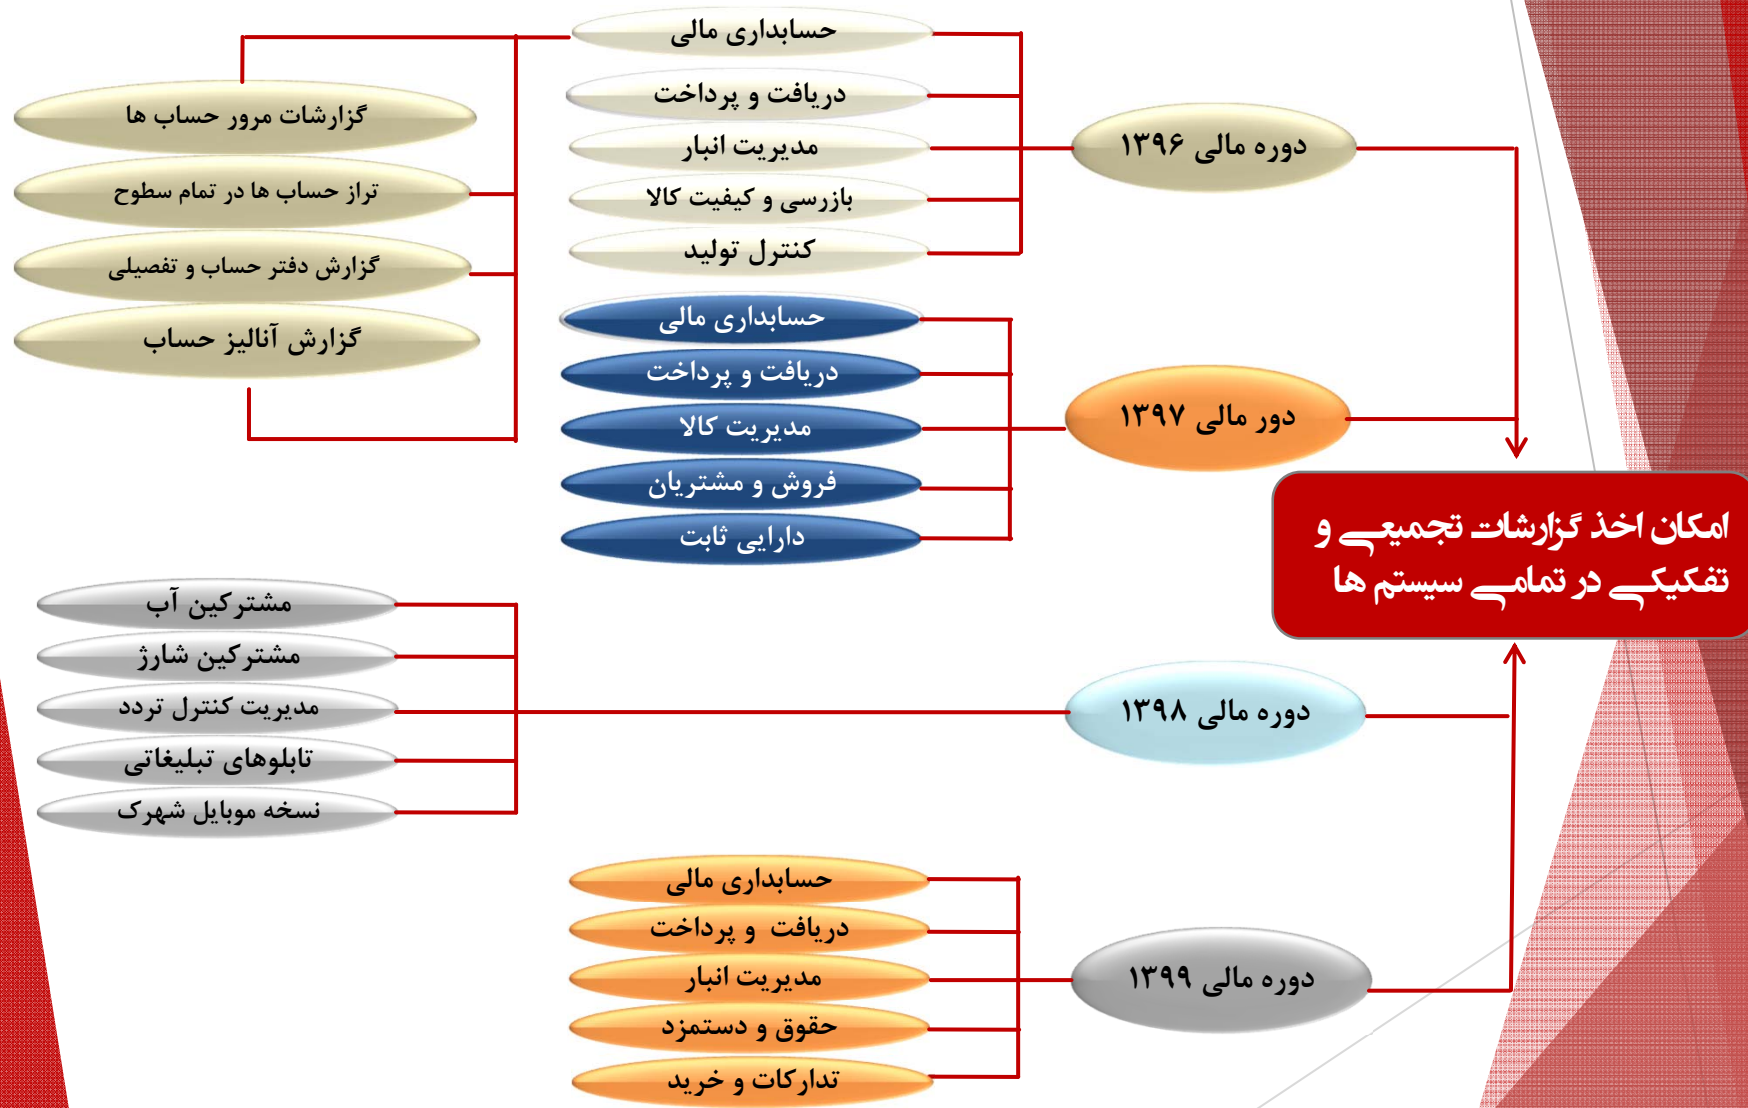 امکان اخذ گزارشات تجمیعی و
تفکیکی در تمامی سیستم ها
دوره مالی ۱۳۹۶
حسابداری مالی
دریافت و پرداخت
مدیریت انبار
بازرسی و کیفیت کالا
کنترل تولید
گزارشات مرور حساب ها
تراز حساب ها در تمام سطوح
گزارش دفتر حساب و تفصیلی
گزارش آنالیز حساب
دور مالی ۱۳۹۷
حسابداری مالی
دریافت و پرداخت
مدیریت کالا
فروش و مشتریان
دارایی ثابت
دوره مالی ۱۳۹۸
مشترکین آب
مشترکین شارژ
مدیریت کنترل تردد
تابلوهای تبلیغاتی
نسخه موبایل شهرک
دوره مالی ۱۳۹۹
حسابداری مالی
دریافت و پرداخت
مدیریت انبار
حقوق و دستمزد
تدارکات و خرید